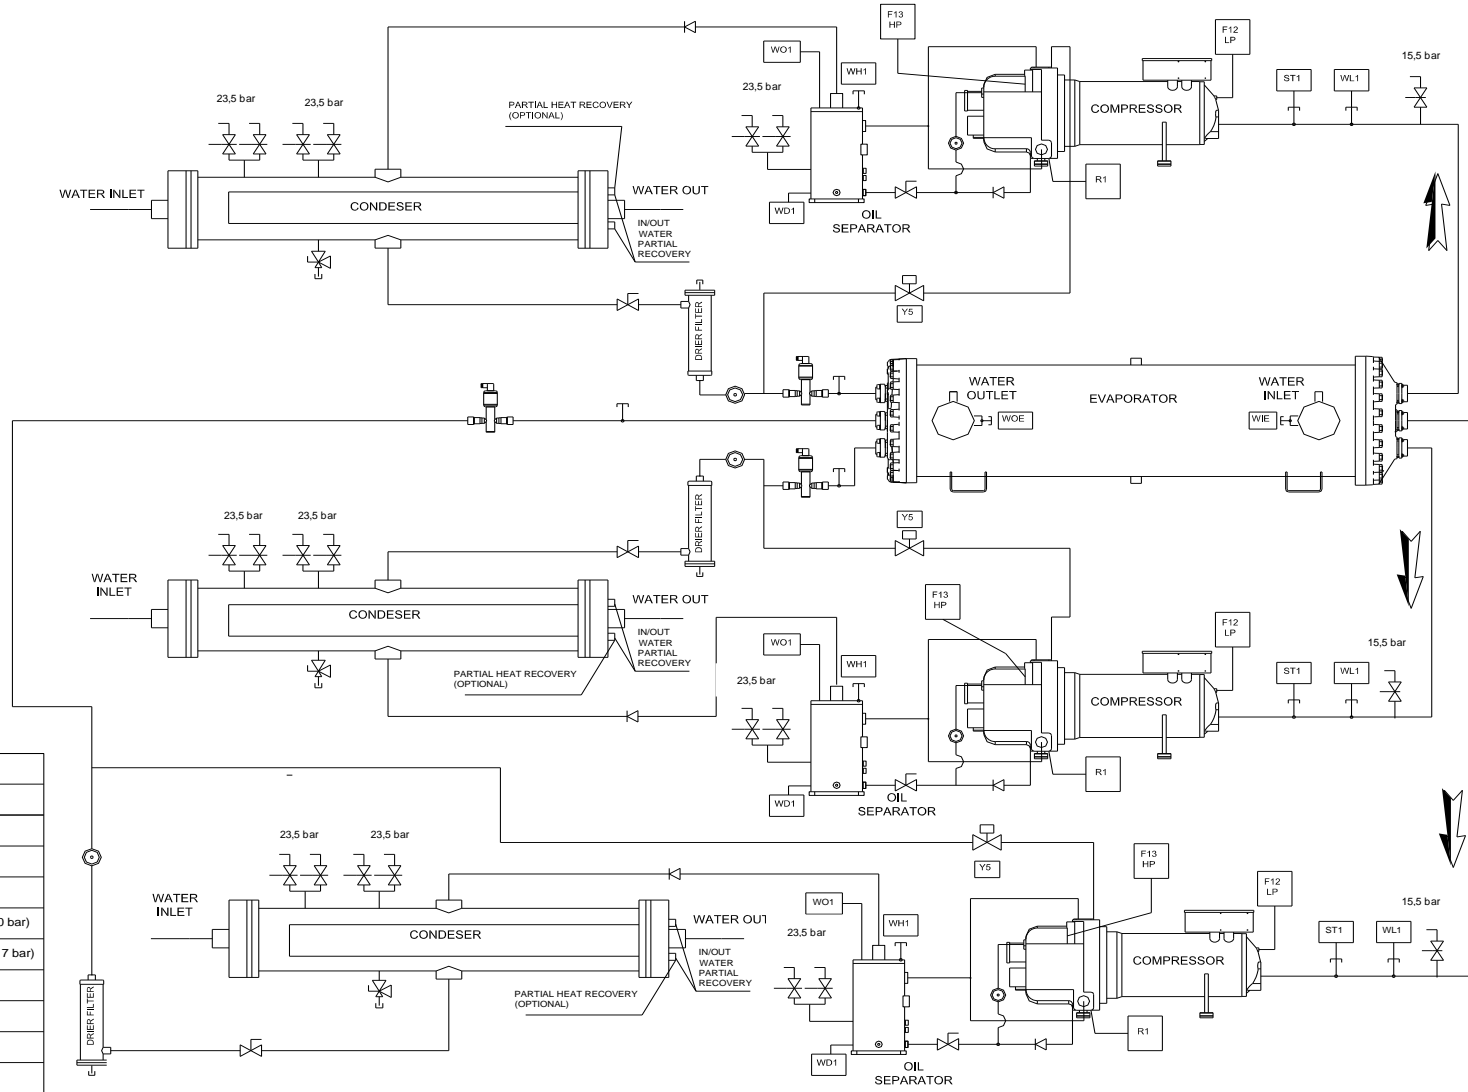 F13
HP
F12
LP
WO1
WH1
ST1
WL1
15,5 bar
23,5 bar
23,5 bar
23,5 bar
PARTIAL HEAT RECOVERY
(OPTIONAL)
COMPRESSOR
WATER INLET
WATER OUT
CONDESER
R1
WD1
OIL
SEPARATOR
IN/OUT
WATER
PARTIAL
RECOVERY
DRIER FILTER
Y5
WATER
OUTLET
EVAPORATOR
WATER
INLET
WOE
WIE
DRIER FILTER
23,5 bar
23,5 bar
Y5
WATER
INLET
CONDESER
WATER OUT
IN/OUT
WATER
PARTIAL
RECOVERY
PARTIAL HEAT RECOVERY
(OPTIONAL)
F13
HP
F12
LP
WO1
WH1
23,5 bar
COMPRESSOR
ST1
WL1
15,5 bar
R1
WD1
OIL
SEPARATOR
23,5 bar
23,5 bar
Y5
F13
HP
F12
LP
WATER
INLET
CONDESER
WATER OUT
IN/OUT
WATER
PARTIAL
RECOVERY
PARTIAL HEAT RECOVERY
(OPTIONAL)
WO1
WH1
23,5 bar
COMPRESSOR
ST1
WL1
15,5 bar
R1
WD1
OIL
SEPARATOR
DRIER FILTER
0 bar)
7 bar)